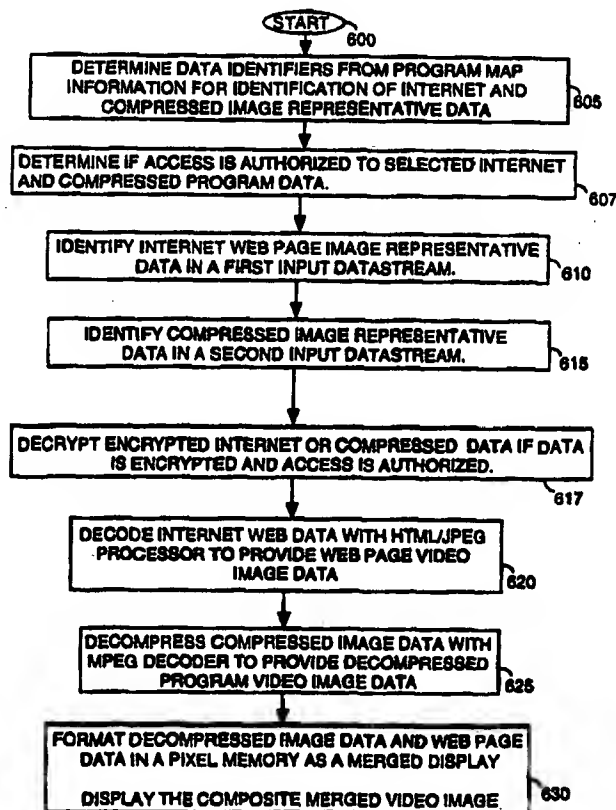 START
600
DETERMINE DATA IDENTIFIERS FROM PROGRAM MAP
INFORMATION FOR IDENTIFICATION OF INTERNET AND
COMPRESSED IMAGE REPRESENTATIVE DATA
605
DETERMINE IF ACCESS IS AUTHORIZED TO SELECTED INTERNET
AND COMPRESSED PROGRAM DATA.
607
IDENTIFY INTERNET WEB PAGE IMAGE REPRESENTATIVE
DATA IN A FIRST INPUT DATASTREAM.
610
IDENTIFY COMPRESSED IMAGE REPRESENTATIVE
DATA IN A SECOND INPUT DATASTREAM.
615
DECRYPT ENCRYPTED INTERNET OR COMPRESSED DATA IF DATA
IS ENCRYPTED AND ACCESS IS AUTHORIZED.
617
DECODE INTERNET WEB DATA WITH HTML/JPEG
PROCESSOR TO PROVIDE WEB PAGE VIDEO
IMAGE DATA
620
DECOMPRESS COMPRESSED IMAGE DATA WITH
MPEG DECODER TO PROVIDE DECOMPRESSED
PROGRAM VIDEO IMAGE DATA
625
FORMAT DECOMPRESSED IMAGE DATA AND WEB PAGE
DATA IN A PIXEL MEMORY AS A MERGED DISPLAY
630
DISPLAY THE COMPOSITE MERGED VIDEO IMAGE